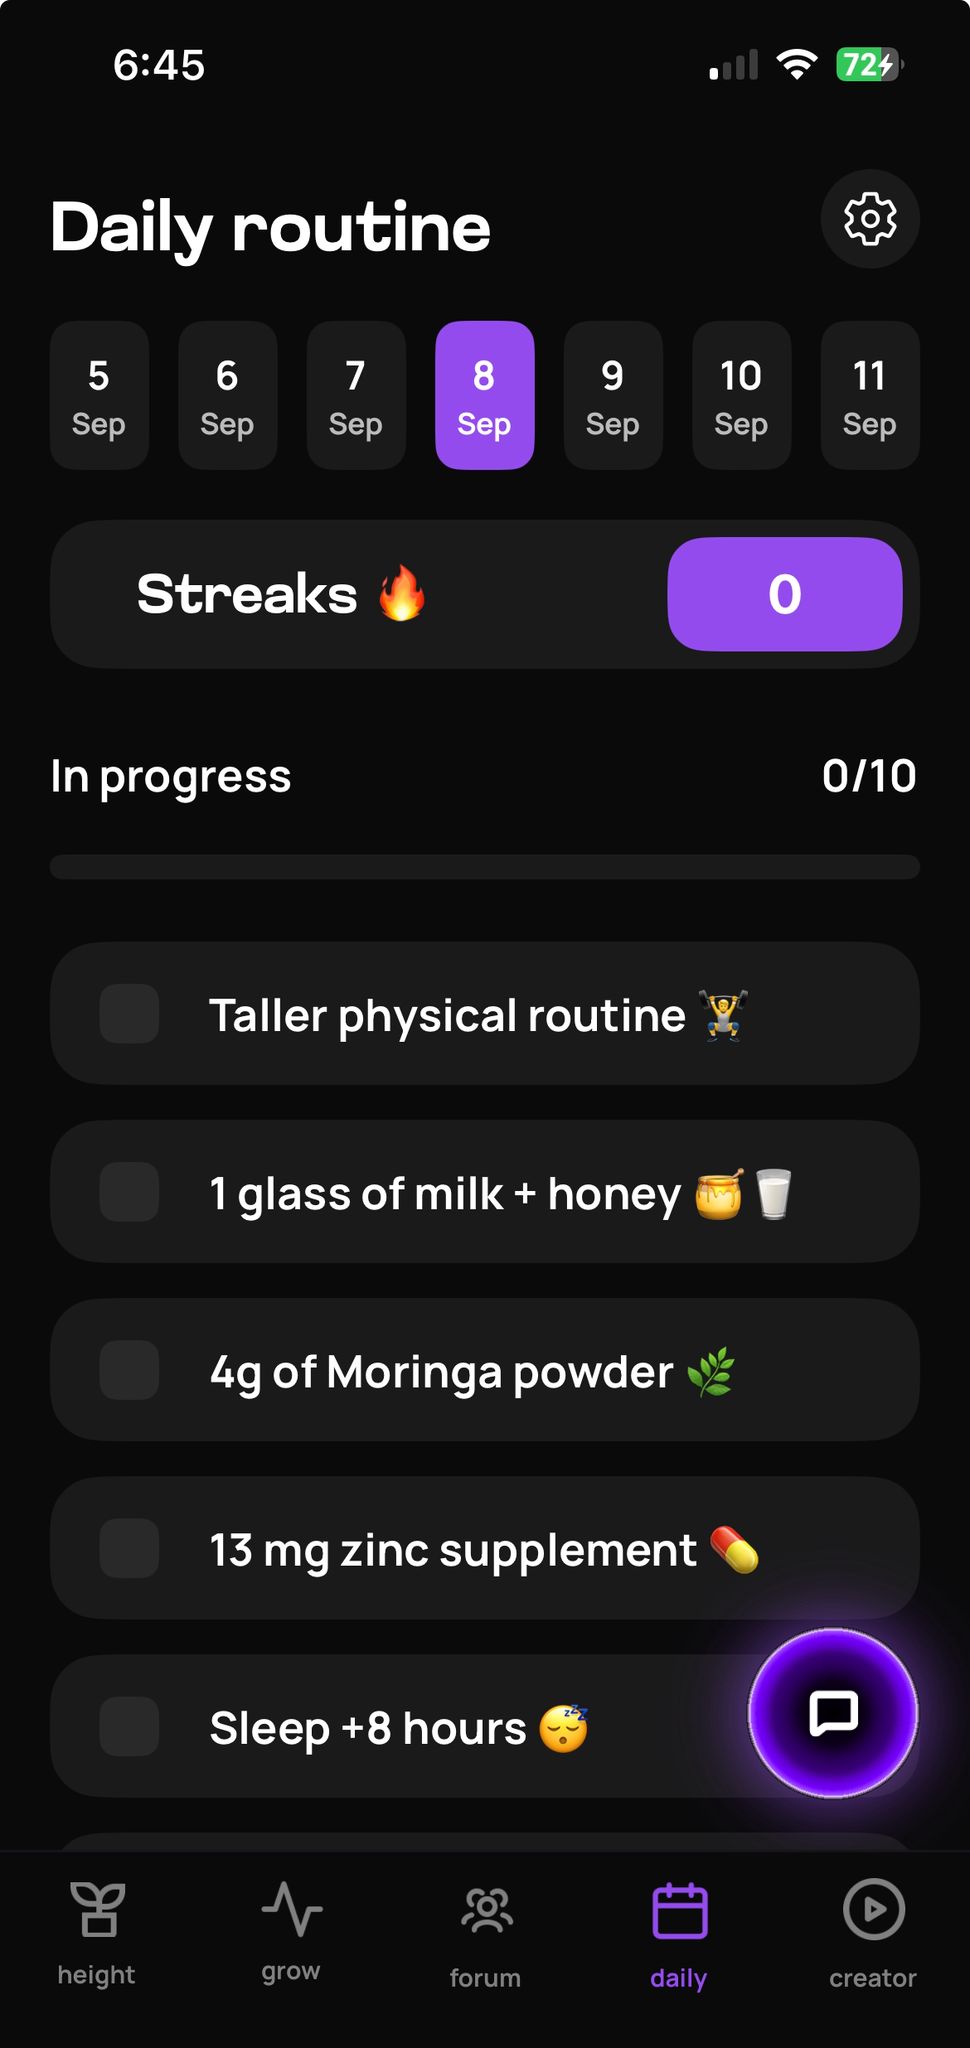 6:45
72
Daily routine
5 6 7 8 9 10 11
Sep Sep Sep Sep Sep Sep Sep
Streaks 🔥 0
In progress 0/10
Taller physical routine 🏋️
1 glass of milk + honey 🍯🥛
4g of Moringa powder 🌿
13 mg zinc supplement 💊
Sleep +8 hours 😴
height grow forum daily creator